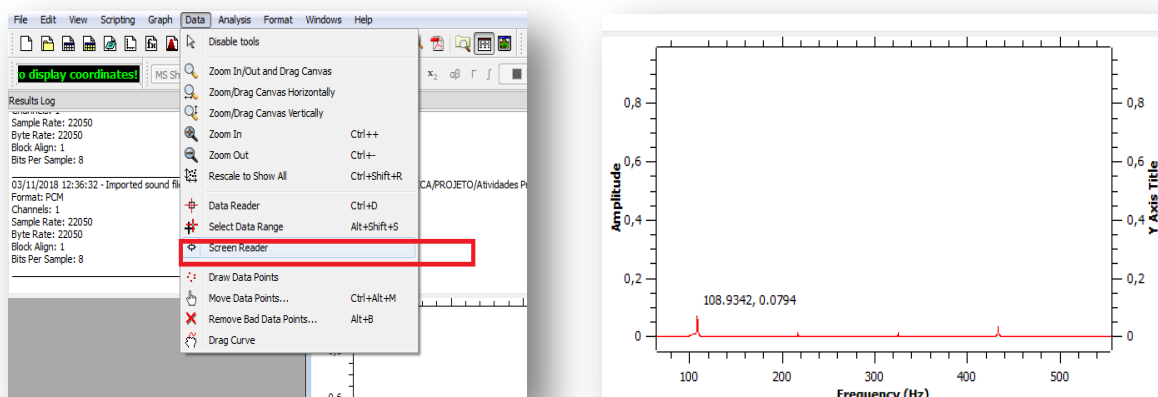 File Edit View Scripting Graph Data Analysis Format Windows Help
Disable tools
o display coordinates!
MS Sh
Zoom In/Out and Drag Canvas
Zoom/Drag Canvas Horizontally
Zoom/Drag Canvas Vertically
Zoom In Ctrl++
Zoom Out Ctrl+-
Rescale to Show All Ctrl+Shift+R
Data Reader Ctrl+D
Select Data Range Alt+Shift+S
Screen Reader
Draw Data Points
Move Data Points... Ctrl+Alt+M
Remove Bad Data Points... Alt+B
Drag Curve
x₂ αβ Γ ∫
Results Log
Sample Rate: 22050
Byte Rate: 22050
Block Align: 1
Bits Per Sample: 8
03/11/2018 12:36:32 - Imported sound fil
CA/PROJETO/Atividades Pr
Format: PCM
Channels: 1
Sample Rate: 22050
Byte Rate: 22050
Block Align: 1
Bits Per Sample: 8
Amplitude
0,8
0,6
0,4
0,2
0
108.9342, 0.0794
0,8
0,6
0,4
0,2
0
Y Axis Title
100 200 300 400 500
Frequency (Hz)